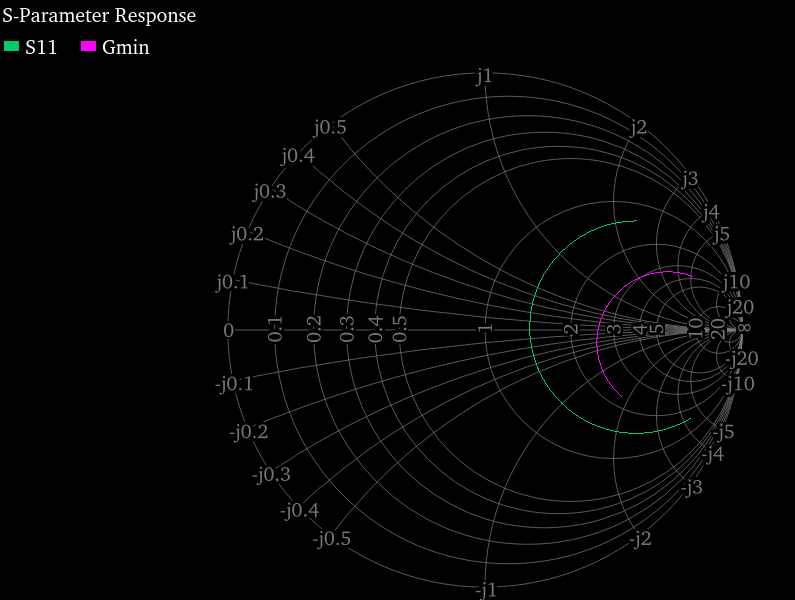 S-Parameter Response
S11 Gmin
j1
j0.5 j2
j0.4
j0.3 j3
j0.2 j4
j5
j0.1 j10
j20
0 0.1 0.2 0.3 0.4 0.5 1 2 3 4 5 10 20 ∞
-j20
-j0.1 -j10
-j0.2 -j5
-j4
-j0.3 -j3
-j0.4
-j0.5 -j2
-j1